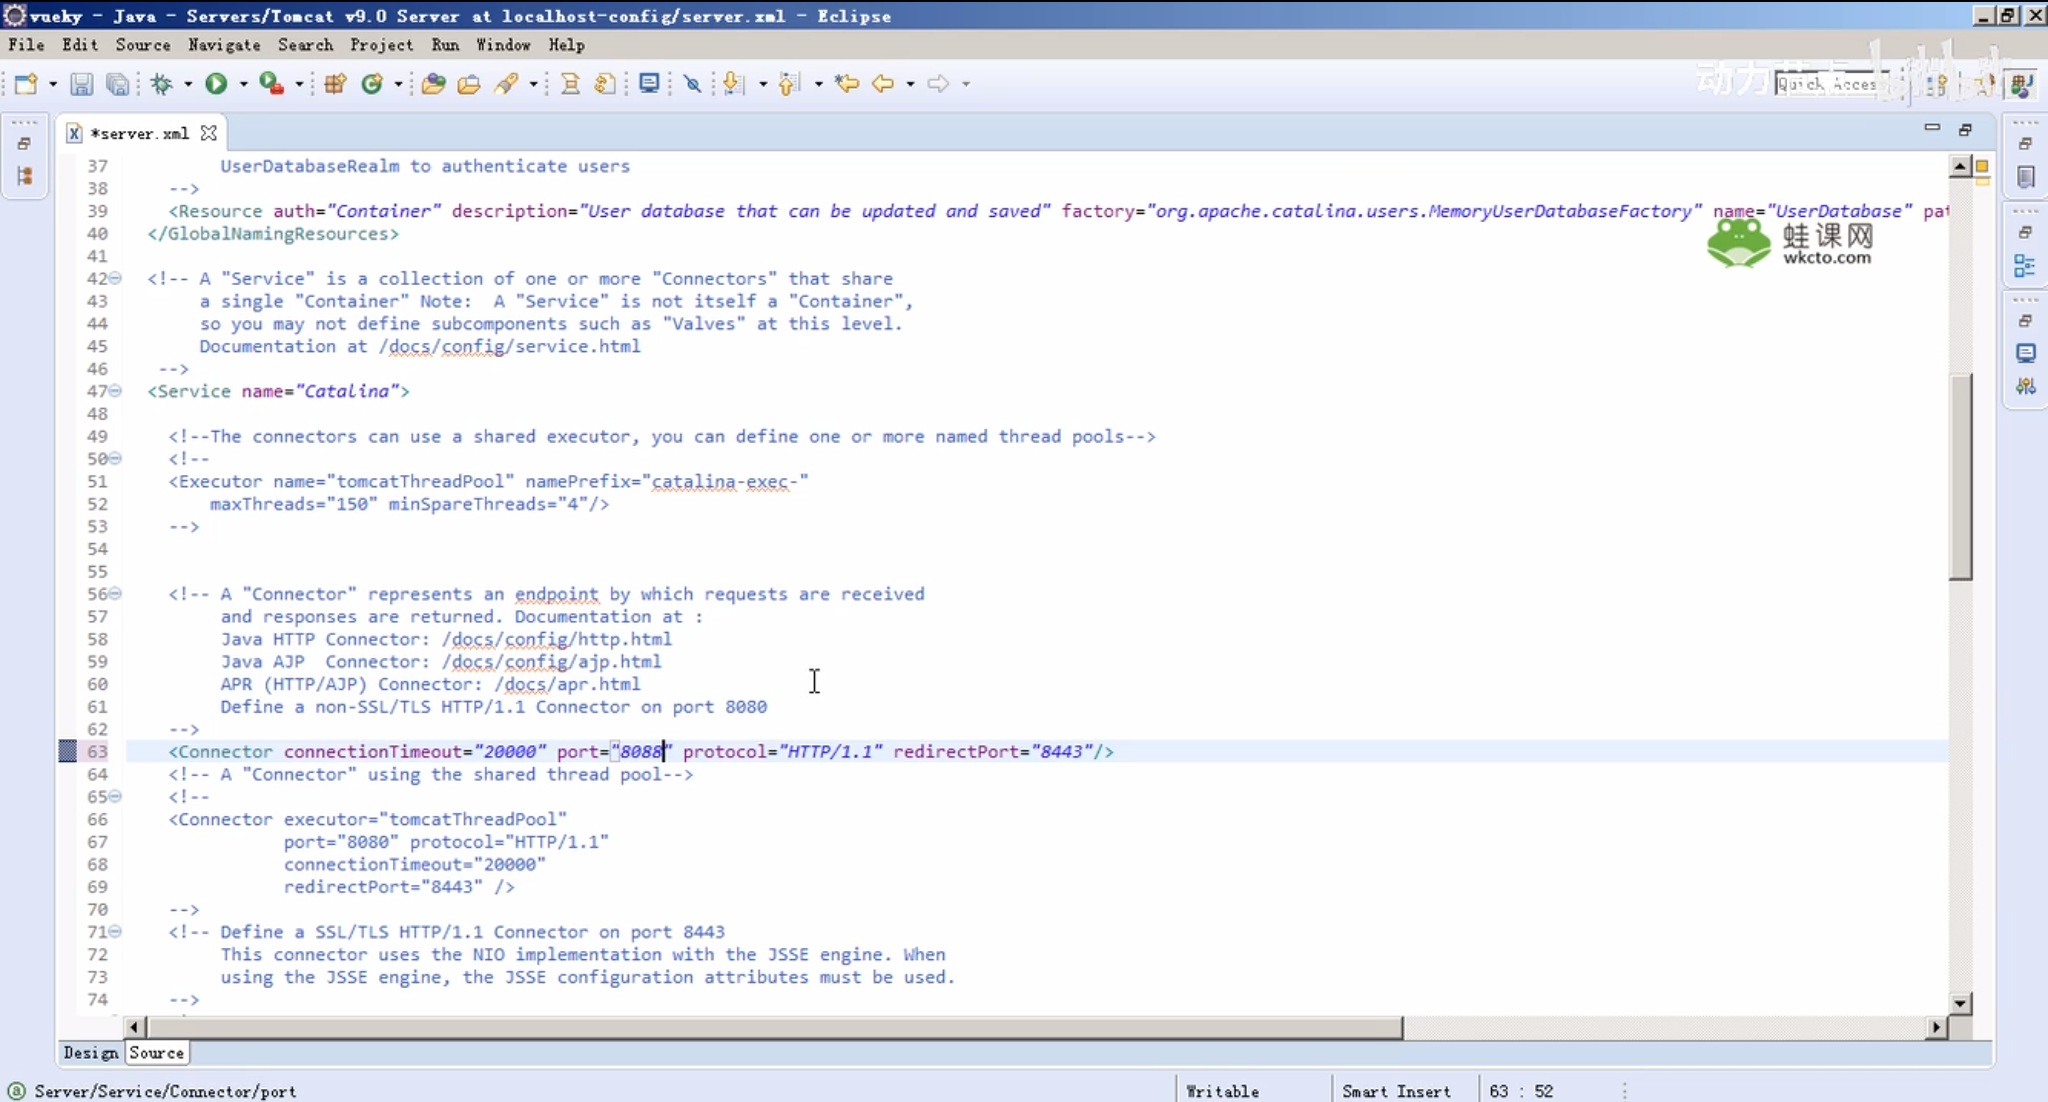 vueky - Java - Servers/Tomcat v9.0 Server at localhost-config/server.xml - Eclipse
File Edit Source Navigate Search Project Run Window Help
动力节点
Quick Access
*server.xml
37 UserDatabaseRealm to authenticate users
38 -->
39 <Resource auth="Container" description="User database that can be updated and saved" factory="org.apache.catalina.users.MemoryUserDatabaseFactory" name="UserDatabase" pat
40 </GlobalNamingResources>
蛙课网
wkcto.com
41
42 <!-- A "Service" is a collection of one or more "Connectors" that share
43 a single "Container" Note:  A "Service" is not itself a "Container",
44 so you may not define subcomponents such as "Valves" at this level.
45 Documentation at /docs/config/service.html
46 -->
47 <Service name="Catalina">
48
49 <!--The connectors can use a shared executor, you can define one or more named thread pools-->
50 <!--
51 <Executor name="tomcatThreadPool" namePrefix="catalina-exec-"
52 maxThreads="150" minSpareThreads="4"/>
53 -->
54
55
56 <!-- A "Connector" represents an endpoint by which requests are received
57 and responses are returned. Documentation at :
58 Java HTTP Connector: /docs/config/http.html
59 Java AJP  Connector: /docs/config/ajp.html
60 APR (HTTP/AJP) Connector: /docs/apr.html
61 Define a non-SSL/TLS HTTP/1.1 Connector on port 8080
62 -->
63 <Connector connectionTimeout="20000" port="8088" protocol="HTTP/1.1" redirectPort="8443"/>
64 <!-- A "Connector" using the shared thread pool-->
65 <!--
66 <Connector executor="tomcatThreadPool"
67 port="8080" protocol="HTTP/1.1"
68 connectionTimeout="20000"
69 redirectPort="8443" />
70 -->
71 <!-- Define a SSL/TLS HTTP/1.1 Connector on port 8443
72 This connector uses the NIO implementation with the JSSE engine. When
73 using the JSSE engine, the JSSE configuration attributes must be used.
74 -->
Design Source
Server/Service/Connector/port
Writable
Smart Insert
63 : 52